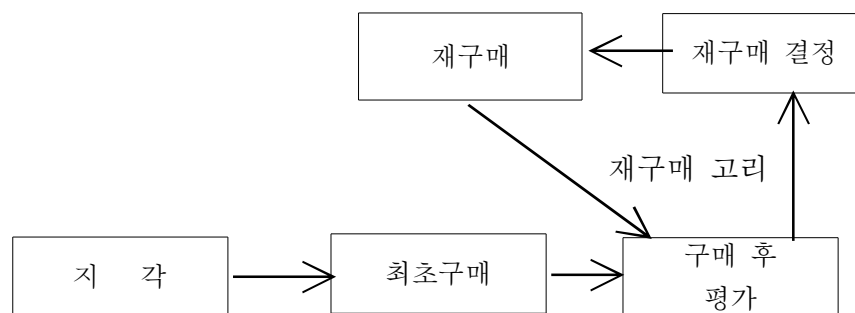 재구매
재구매 결정
재구매 고리
지 각
최초구매
구매 후
평가